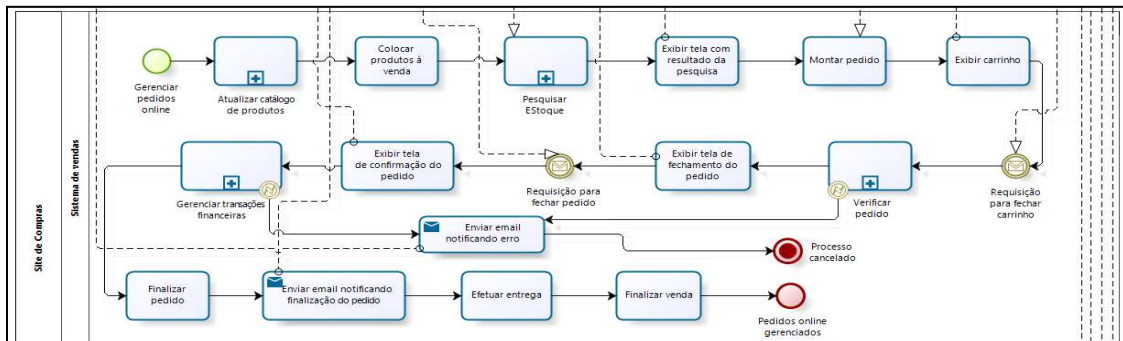 Site de Compras
Sistema de vendas
Gerenciar
pedidos
online
Atualizar catálogo
de produtos
Colocar
produtos à
venda
Pesquisar
EStoque
Exibir tela com
resultado da
pesquisa
Montar pedido
Exibir carrinho
Gerenciar transações
financeiras
Exibir tela
de confirmação do
pedido
Requisição para
fechar pedido
Exibir tela de
fechamento do
pedido
Verificar
pedido
Requisição
para fechar
carrinho
Enviar email
notificando erro
Processo
cancelado
Finalizar
pedido
Enviar email notificando
finalização do pedido
Efetuar entrega
Finalizar venda
Pedidos online
gerenciados